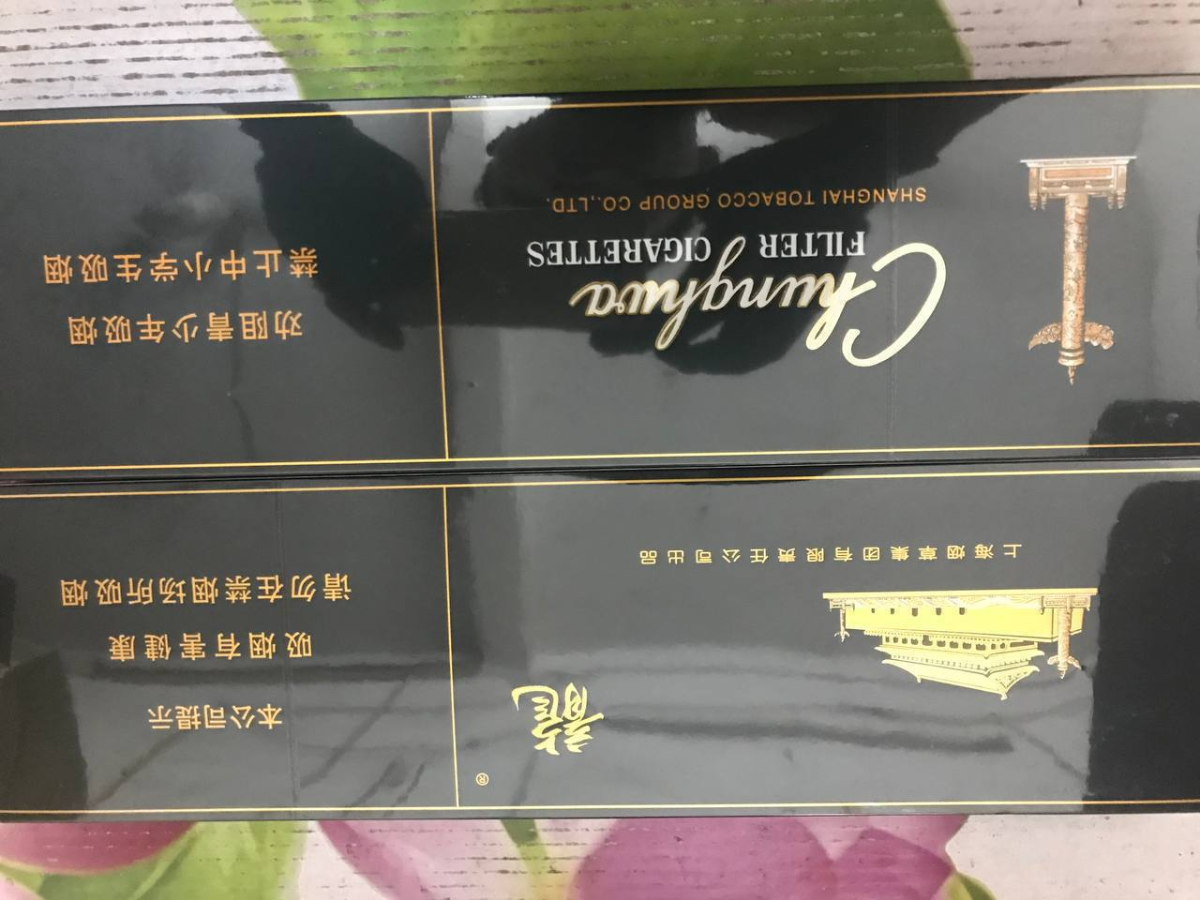 ®
龍
上海烟草集团有限责任公司出品
本公司提示
吸烟有害健康
请勿在禁烟场所吸烟
Chunghwa
FILTER CIGARETTES
SHANGHAI TOBACCO GROUP CO.,LTD.
劝阻青少年吸烟
禁止中小学生吸烟